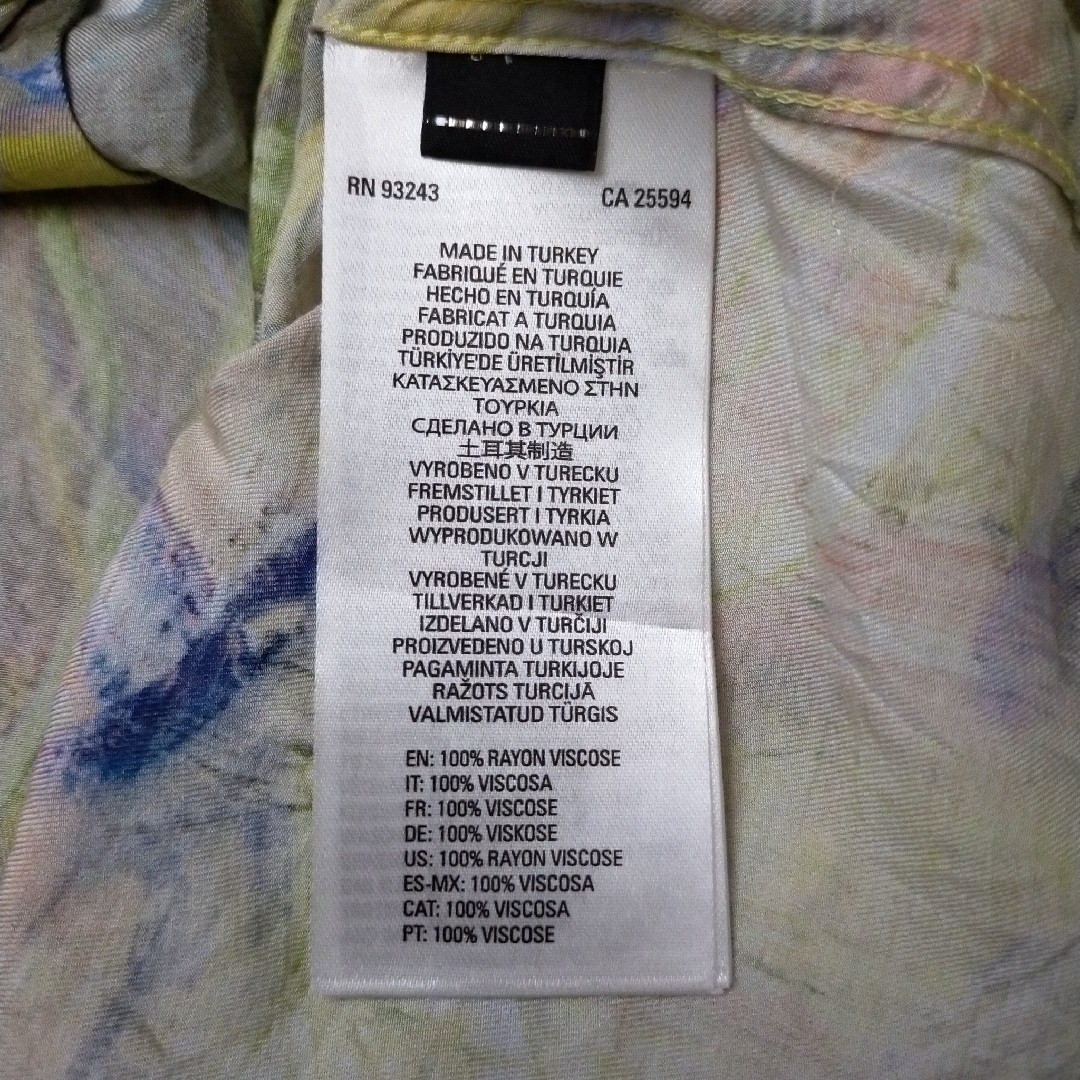 RN 93243 CA 25594
MADE IN TURKEY
FABRIQUÉ EN TURQUIE
HECHO EN TURQUÍA
FABRICAT A TURQUIA
PRODUZIDO NA TURQUIA
TÜRKİYE'DE ÜRETİLMİŞTİR
ΚΑΤΑΣΚΕΥΑΣΜΕΝΟ ΣΤΗΝ
ΤΟΥΡΚΙΑ
СДЕЛАНО В ТУРЦИИ
土耳其制造
VYROBENO V TURECKU
FREMSTILLET I TYRKIET
PRODUSERT I TYRKIA
WYPRODUKOWANO W
TURCJI
VYROBENÉ V TURECKU
TILLVERKAD I TURKIET
IZDELANO V TURČIJI
PROIZVEDENO U TURSKOJ
PAGAMINTA TURKIJOJE
RAŽOTS TURCIJĀ
VALMISTATUD TÜRGIS
EN: 100% RAYON VISCOSE
IT: 100% VISCOSA
FR: 100% VISCOSE
DE: 100% VISKOSE
US: 100% RAYON VISCOSE
ES-MX: 100% VISCOSA
CAT: 100% VISCOSA
PT: 100% VISCOSE